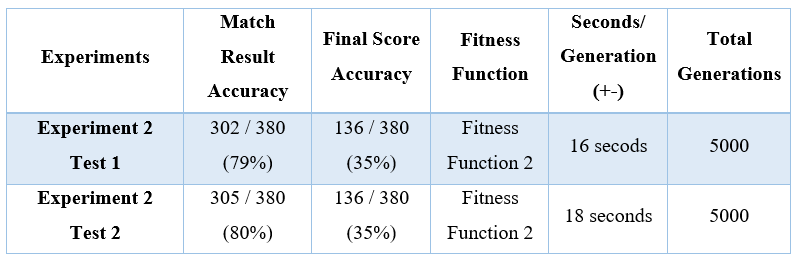 Experiments
Match
Result
Accuracy
Final Score
Accuracy
Fitness
Function
Seconds/
Generation
(+-)
Total
Generations
Experiment 2
Test 1
302 / 380
(79%)
136 / 380
(35%)
Fitness
Function 2
16 secods
5000
Experiment 2
Test 2
305 / 380
(80%)
136 / 380
(35%)
Fitness
Function 2
18 seconds
5000